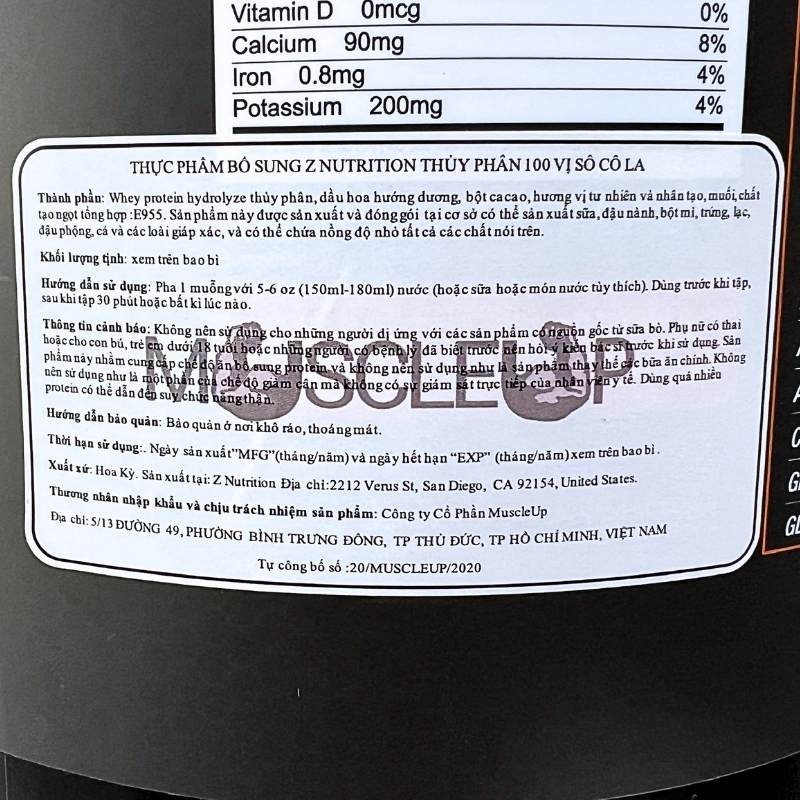 Vitamin D 0mcg 0%
Calcium 90mg 8%
Iron 0.8mg 4%
Potassium 200mg 4%
THỰC PHẨM BỔ SUNG Z NUTRITION THỦY PHÂN 100 VỊ SÔ CÔ LA
Thành phần: Whey protein hydrolyze thủy phân, dầu hoa hướng dương, bột cacao, hương vị tư nhiên và nhân tạo, muối, chất
tạo ngọt tổng hợp :E955. Sản phẩm này được sản xuất và đóng gói tại cơ sở có thể sản xuất sữa, đậu nành, bột mì, trứng, lạc,
đậu phộng, cá và các loài giáp xác, và có thể chứa nồng độ nhỏ tất cả các chất nói trên.
Khối lượng tịnh: xem trên bao bì
Hướng dẫn sử dụng: Pha 1 muỗng với 5-6 oz (150ml-180ml) nước (hoặc sữa hoặc món nước tùy thích). Dùng trước khi tập,
sau khi tập 30 phút hoặc bất kì lúc nào.
Thông tin cảnh báo: Không nên sử dụng cho những người dị ứng với các sản phẩm có nguồn gốc từ sữa bò. Phụ nữ có thai
hoặc cho con bú, trẻ em dưới 18 tuổi hoặc những người có bệnh lý đã biết trước nên hỏi ý kiến bác sĩ trước khi sử dụng. Sản
phẩm này nhằm cung cấp chế độ ăn bổ sung protein và không nên sử dụng như là sản phẩm thay thế các bữa ăn chính. Không
nên sử dụng như là một phần của chế độ giảm cân mà không có sự giám sát trực tiếp của nhân viên y tế. Dùng quá nhiều
protein có thể dẫn đến suy chức năng thận.
MUSCLEUP
Hướng dẫn bảo quản: Bảo quản ở nơi khô ráo, thoáng mát.
Thời hạn sử dụng:. Ngày sản xuất"MFG"(tháng/năm) và ngày hết hạn "EXP" (tháng/năm) xem trên bao bì.
Xuất xứ: Hoa Kỳ. Sản xuất tại: Z Nutrition Địa chỉ:2212 Verus St, San Diego, CA 92154, United States.
Thương nhân nhập khẩu và chịu trách nhiệm sản phẩm: Công ty Cổ Phần MuscleUp
Địa chỉ: 5/13 ĐƯỜNG 49, PHƯỜNG BÌNH TRƯNG ĐÔNG, TP THỦ ĐỨC, TP HỒ CHÍ MINH, VIỆT NAM
Tự công bố số :20/MUSCLEUP/2020